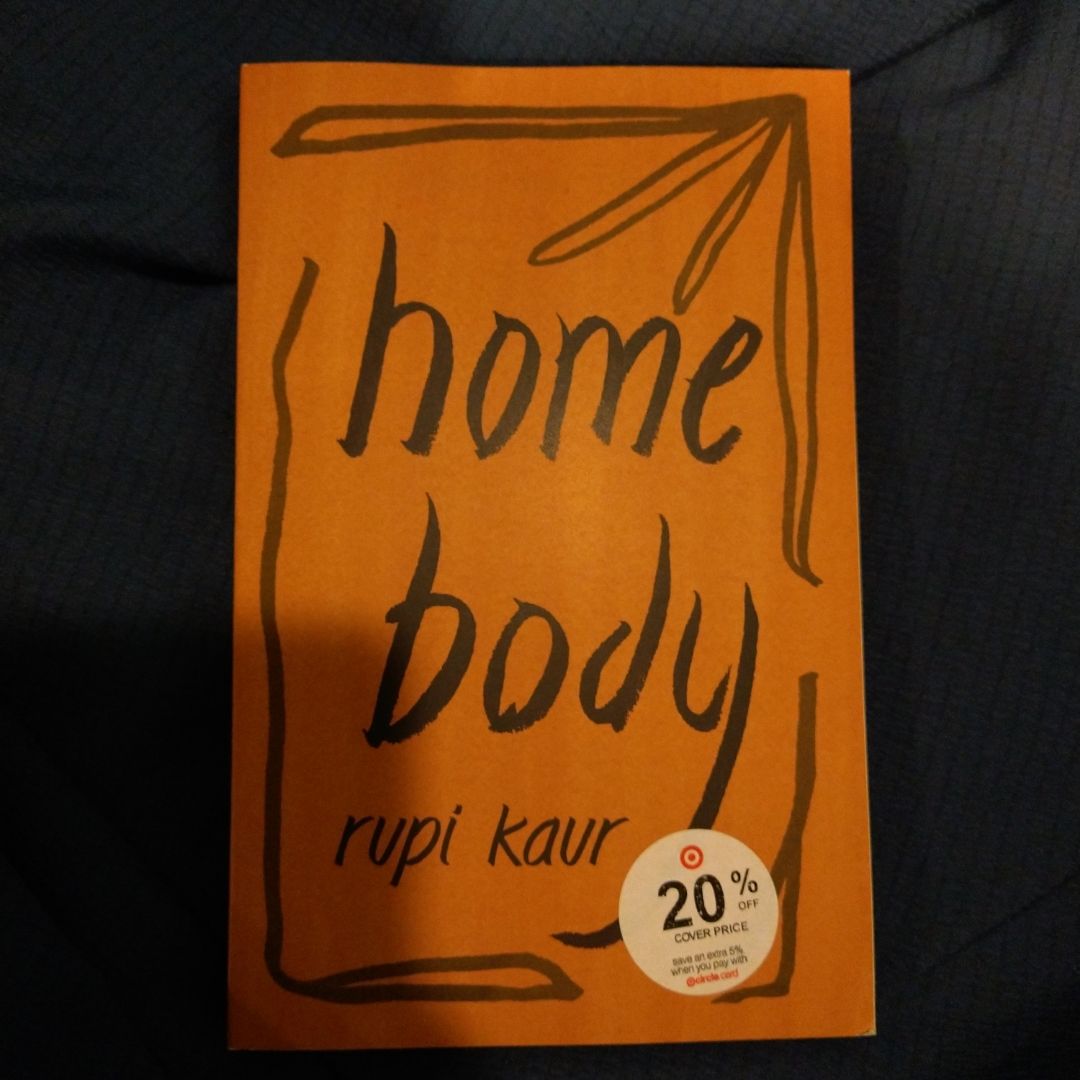 home
body
rupi kaur
20%
OFF
COVER PRICE
save an extra 5%
when you pay with
circle card